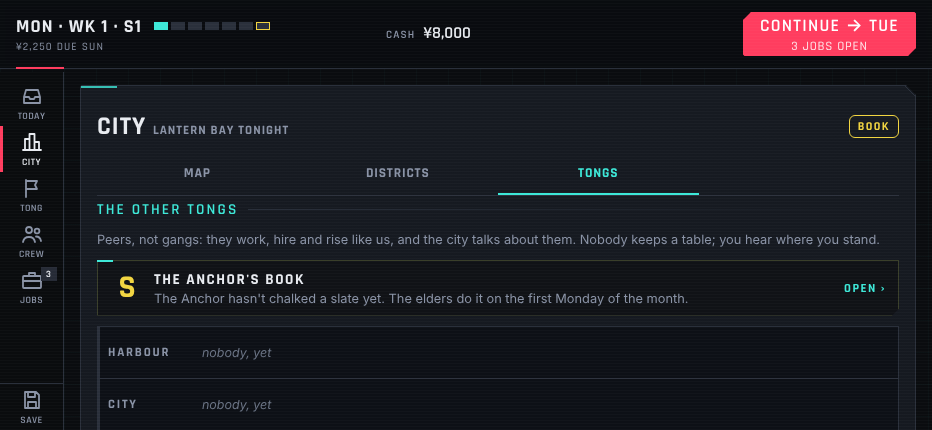 MON · WK 1 · S1
¥2,250 DUE SUN
CASH ¥8,000
CONTINUE → TUE
3 JOBS OPEN
TODAY
CITY
TONG
CREW
3
JOBS
SAVE
CITY LANTERN BAY TONIGHT
BOOK
MAP DISTRICTS TONGS
THE OTHER TONGS
Peers, not gangs: they work, hire and rise like us, and the city talks about them. Nobody keeps a table; you hear where you stand.
S
THE ANCHOR'S BOOK
The Anchor hasn't chalked a slate yet. The elders do it on the first Monday of the month.
OPEN ›
HARBOUR nobody, yet
CITY nobody, yet